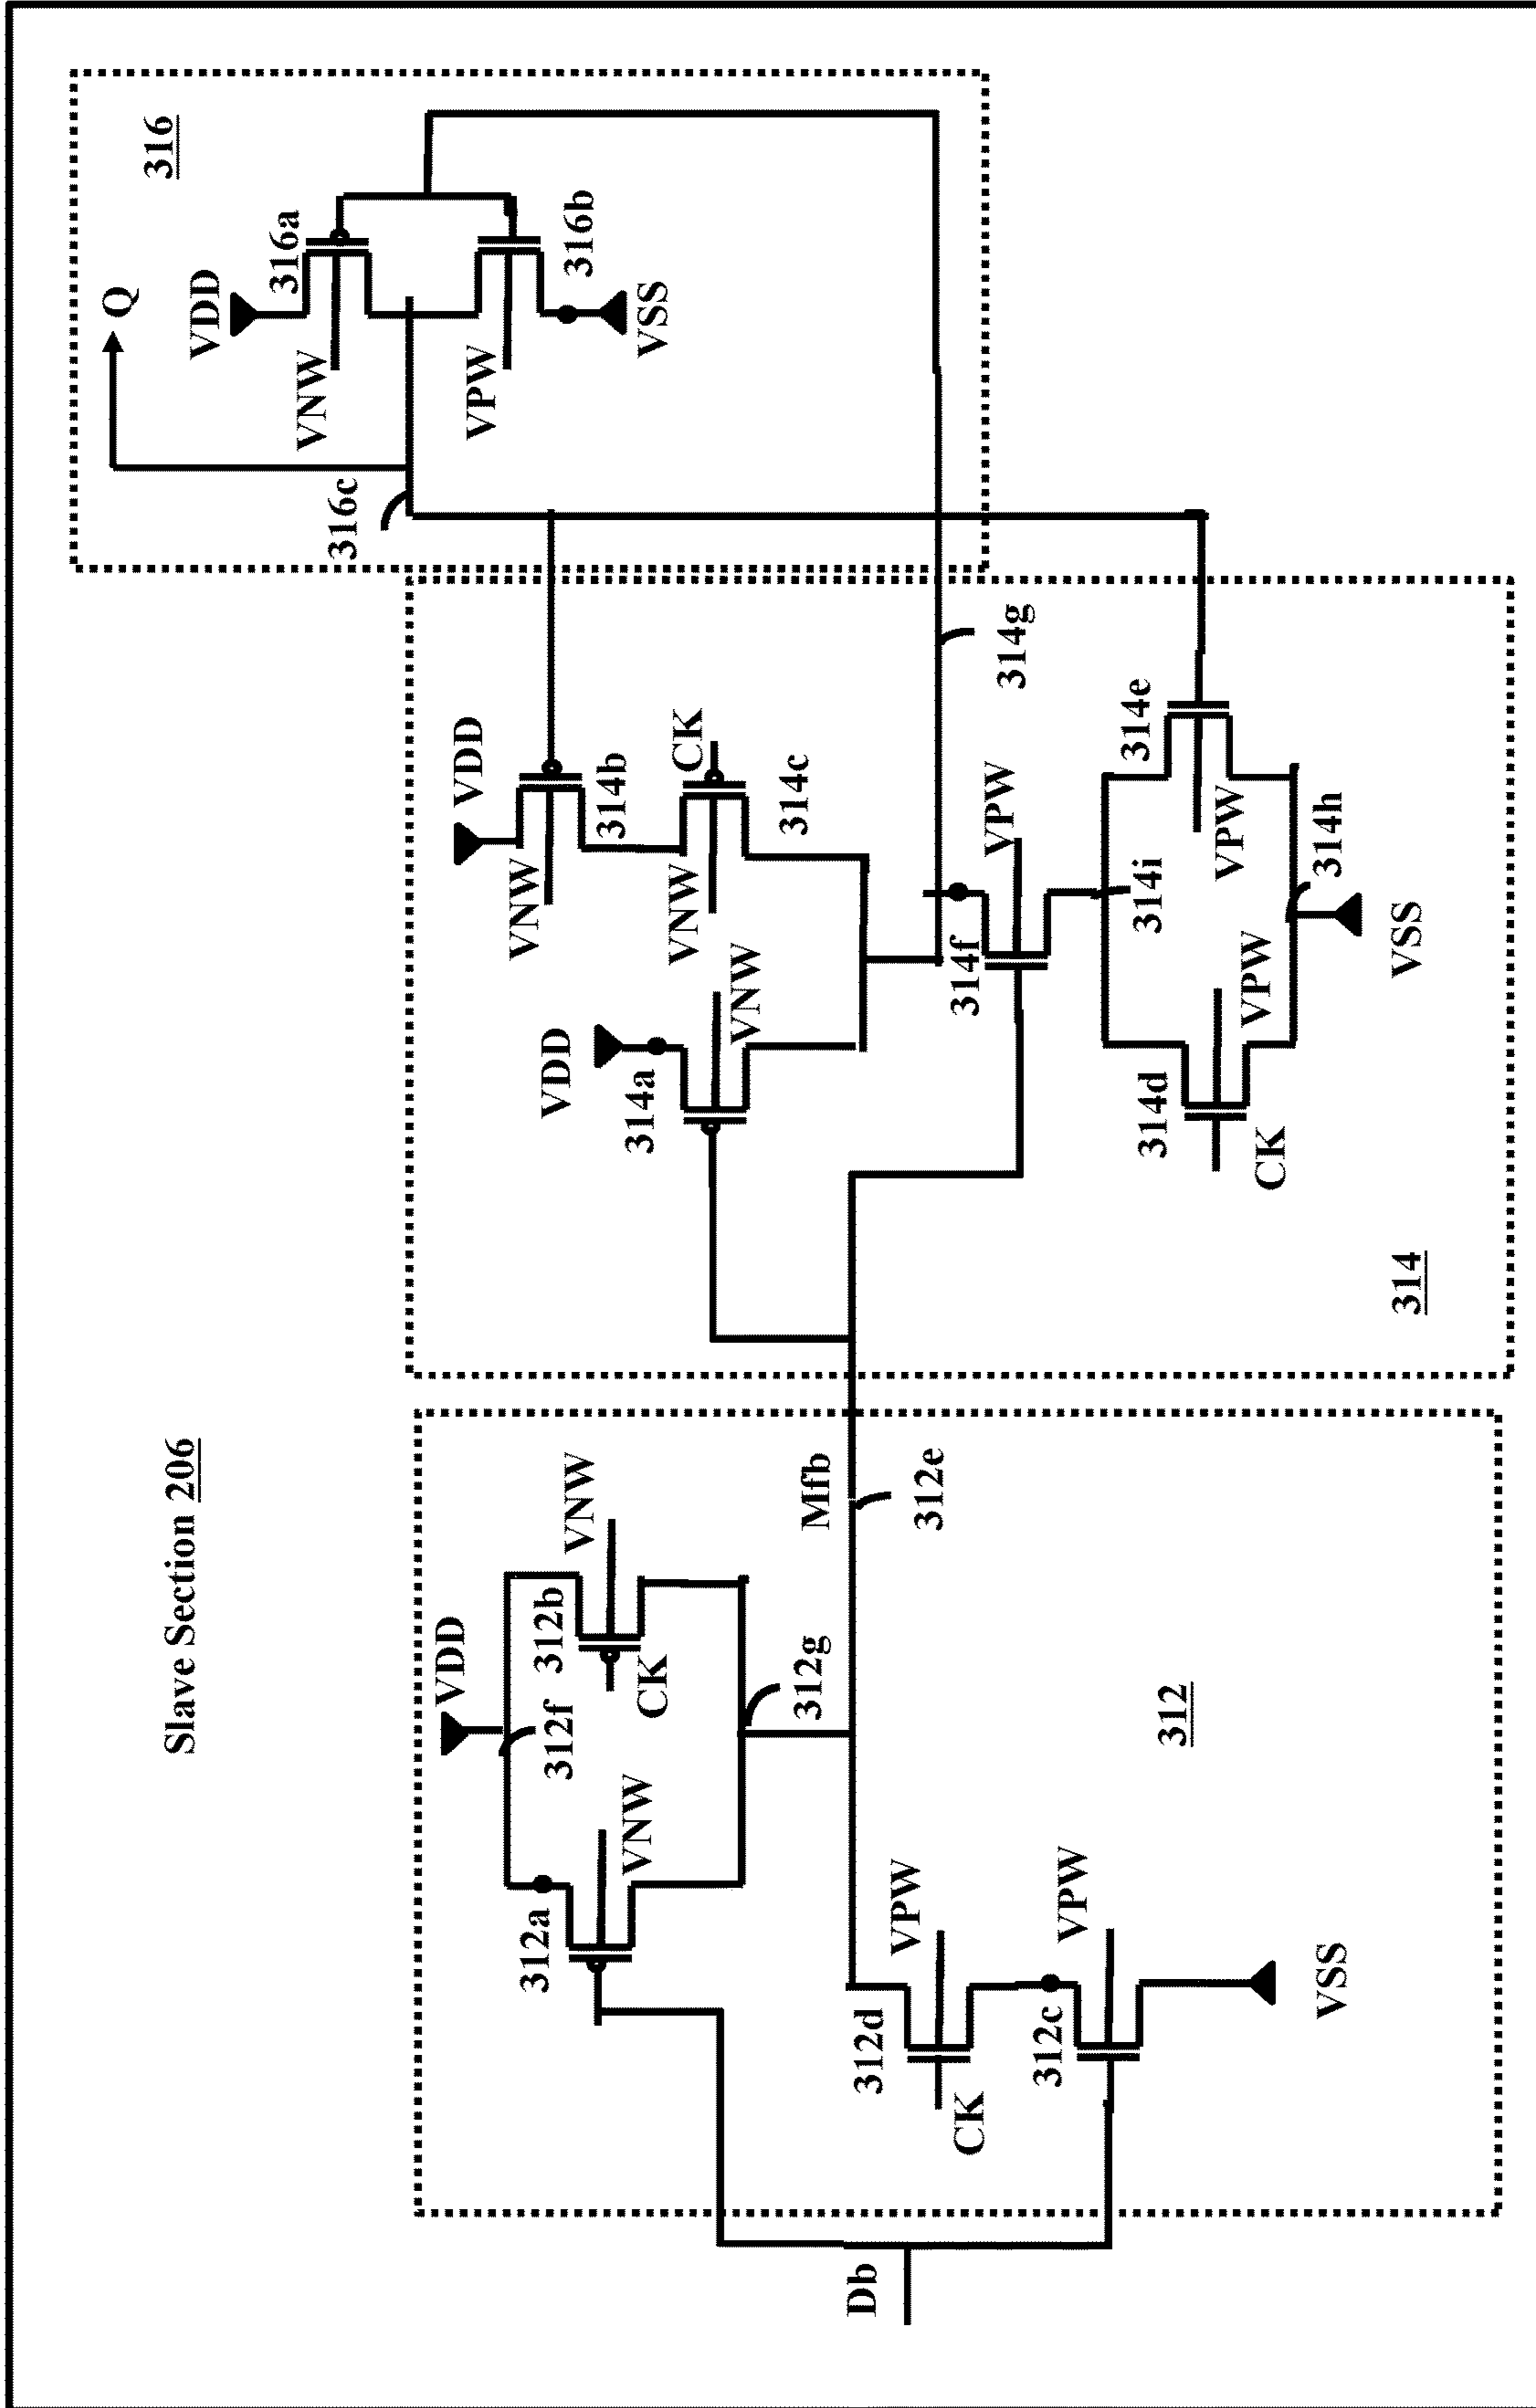 Slave Section 206
Db
312
VDD
312f
312a
VNW
312b
VNW
CK
312g
Mfb
312e
312d
VPW
CK
312c
VPW
VSS
314
VDD
314a
VNW
VDD
VNW
314b
VNW
CK
314c
314g
314f
VPW
314i
314d
VPW
CK
314e
VPW
314h
VSS
316
Q
316c
VDD
316a
VNW
VPW
316b
VSS